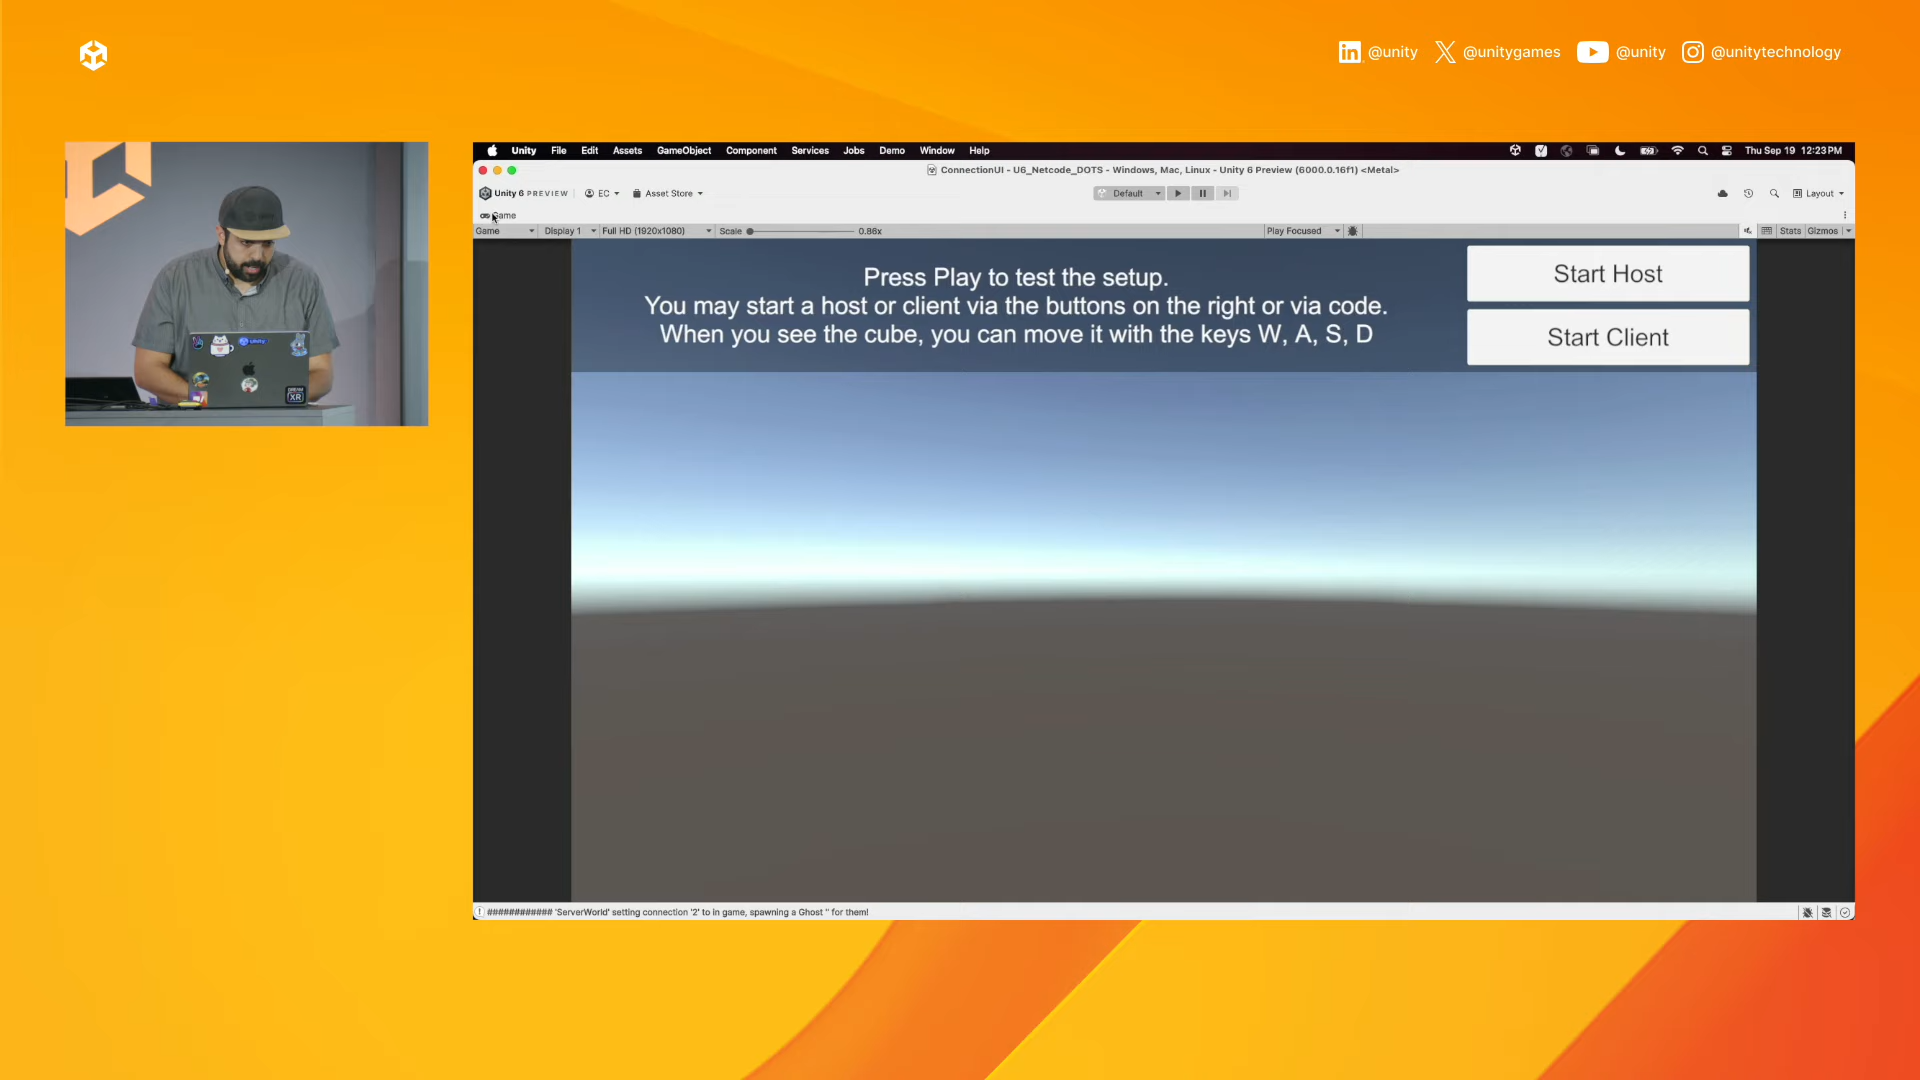 @unity @unitygames @unity @unitytechnology
Unity File Edit Assets GameObject Component Services Jobs Demo Window Help Thu Sep 19 12:23 PM
ConnectionUI - U6_Netcode_DOTS - Windows, Mac, Linux - Unity 6 Preview (6000.0.16f1) <Metal>
Unity 6 PREVIEW EC Asset Store Default Layout
Game
Game Display 1 Full HD (1920x1080) Scale 0.86x Play Focused Stats Gizmos
Press Play to test the setup.
You may start a host or client via the buttons on the right or via code.
When you see the cube, you can move it with the keys W, A, S, D
Start Host
Start Client
unity
DREAM
XR
############ 'ServerWorld' setting connection '2' to in game, spawning a Ghost '' for them!